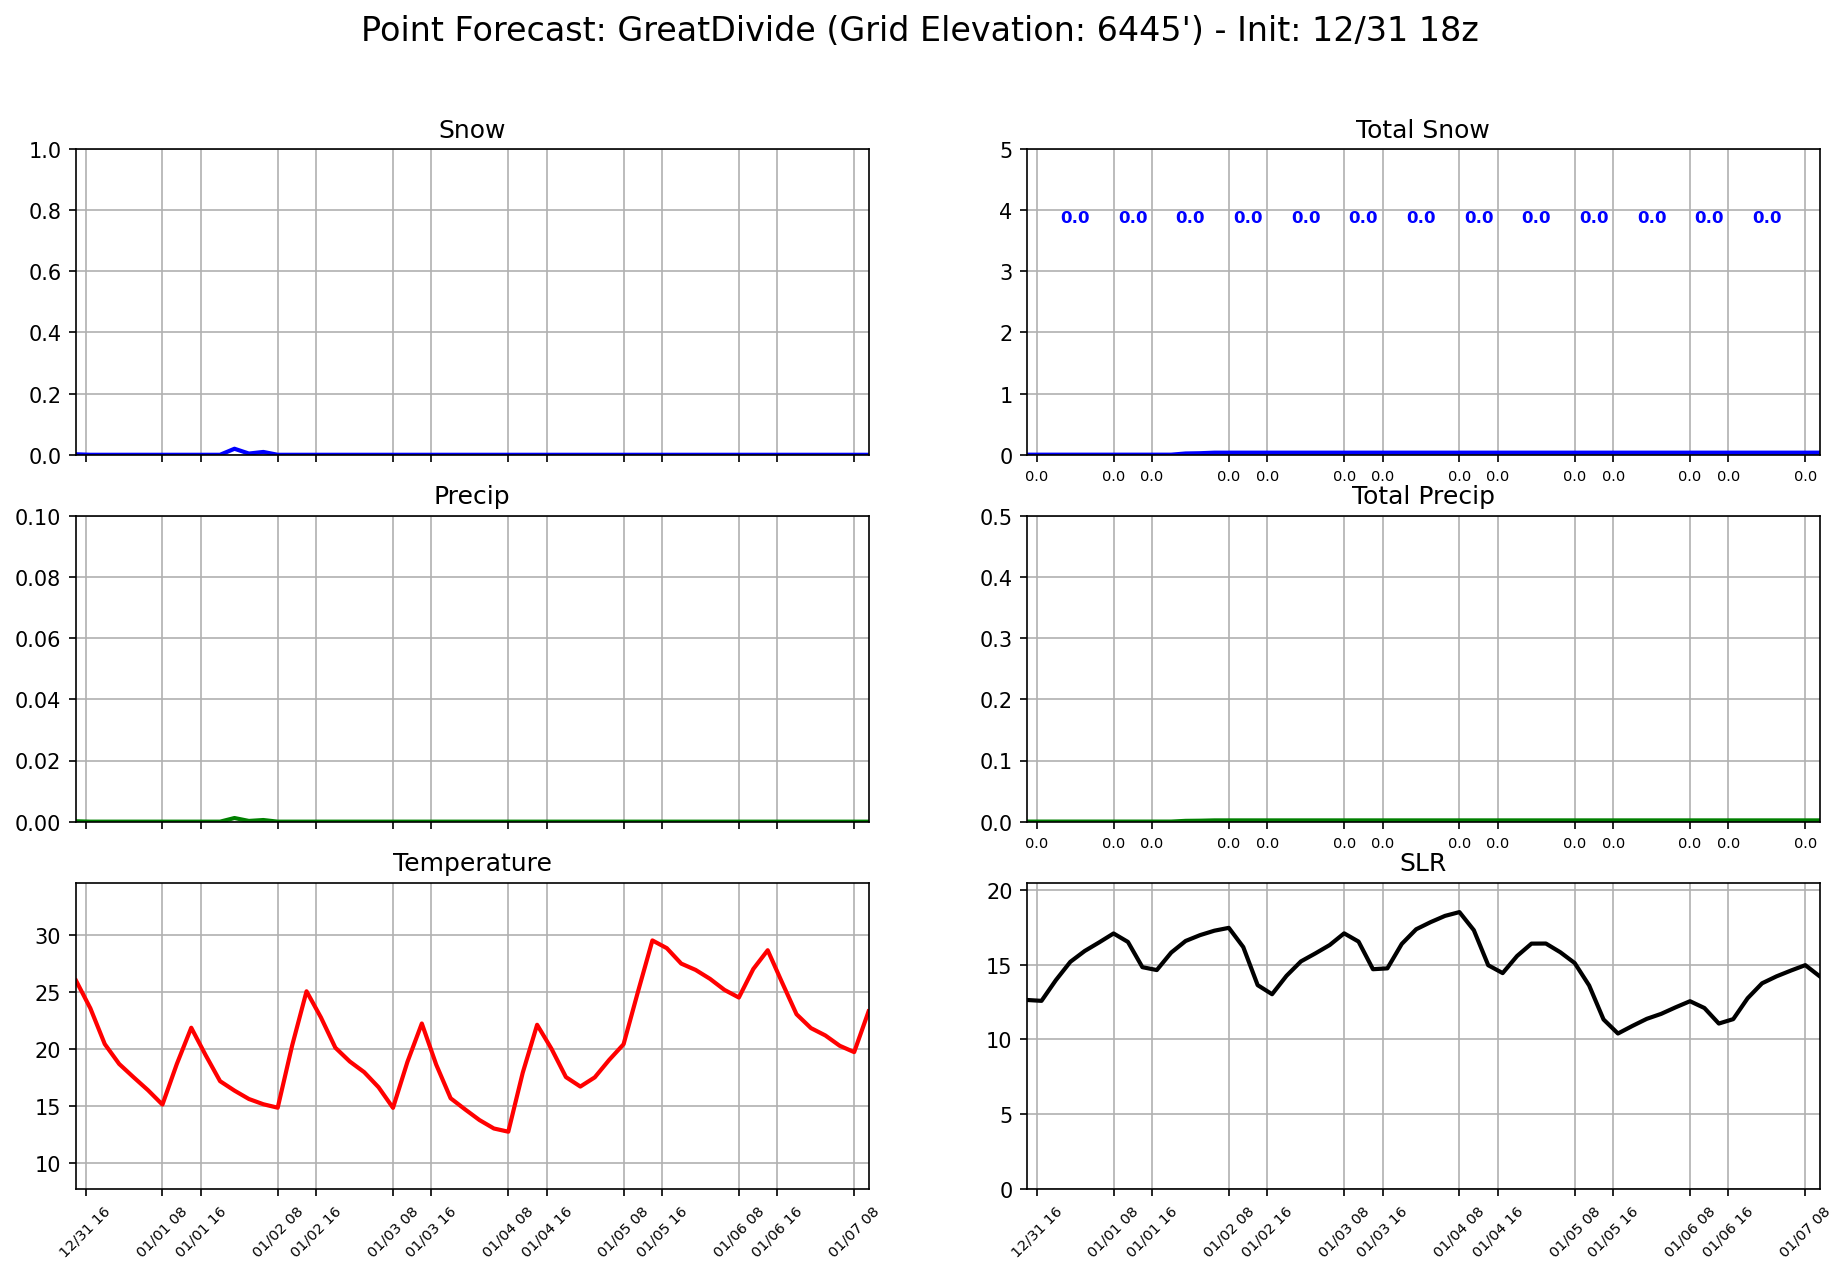 Point Forecast: GreatDivide (Grid Elevation: 6445') - Init: 12/31 18z
Snow
1.0
0.8
0.6
0.4
0.2
0.0
Total Snow
5
4
3
2
1
0
0.0 0.0 0.0 0.0 0.0 0.0 0.0 0.0 0.0 0.0 0.0 0.0 0.0
0.0 0.0 0.0 0.0 0.0 0.0 0.0 0.0 0.0 0.0 0.0 0.0 0.0 0.0
Precip
0.10
0.08
0.06
0.04
0.02
0.00
Total Precip
0.5
0.4
0.3
0.2
0.1
0.0
0.0 0.0 0.0 0.0 0.0 0.0 0.0 0.0 0.0 0.0 0.0 0.0 0.0 0.0
Temperature
30
25
20
15
10
12/31 16 01/01 08 01/01 16 01/02 08 01/02 16 01/03 08 01/03 16 01/04 08 01/04 16 01/05 08 01/05 16 01/06 08 01/06 16 01/07 08
SLR
20
15
10
5
0
12/31 16 01/01 08 01/01 16 01/02 08 01/02 16 01/03 08 01/03 16 01/04 08 01/04 16 01/05 08 01/05 16 01/06 08 01/06 16 01/07 08